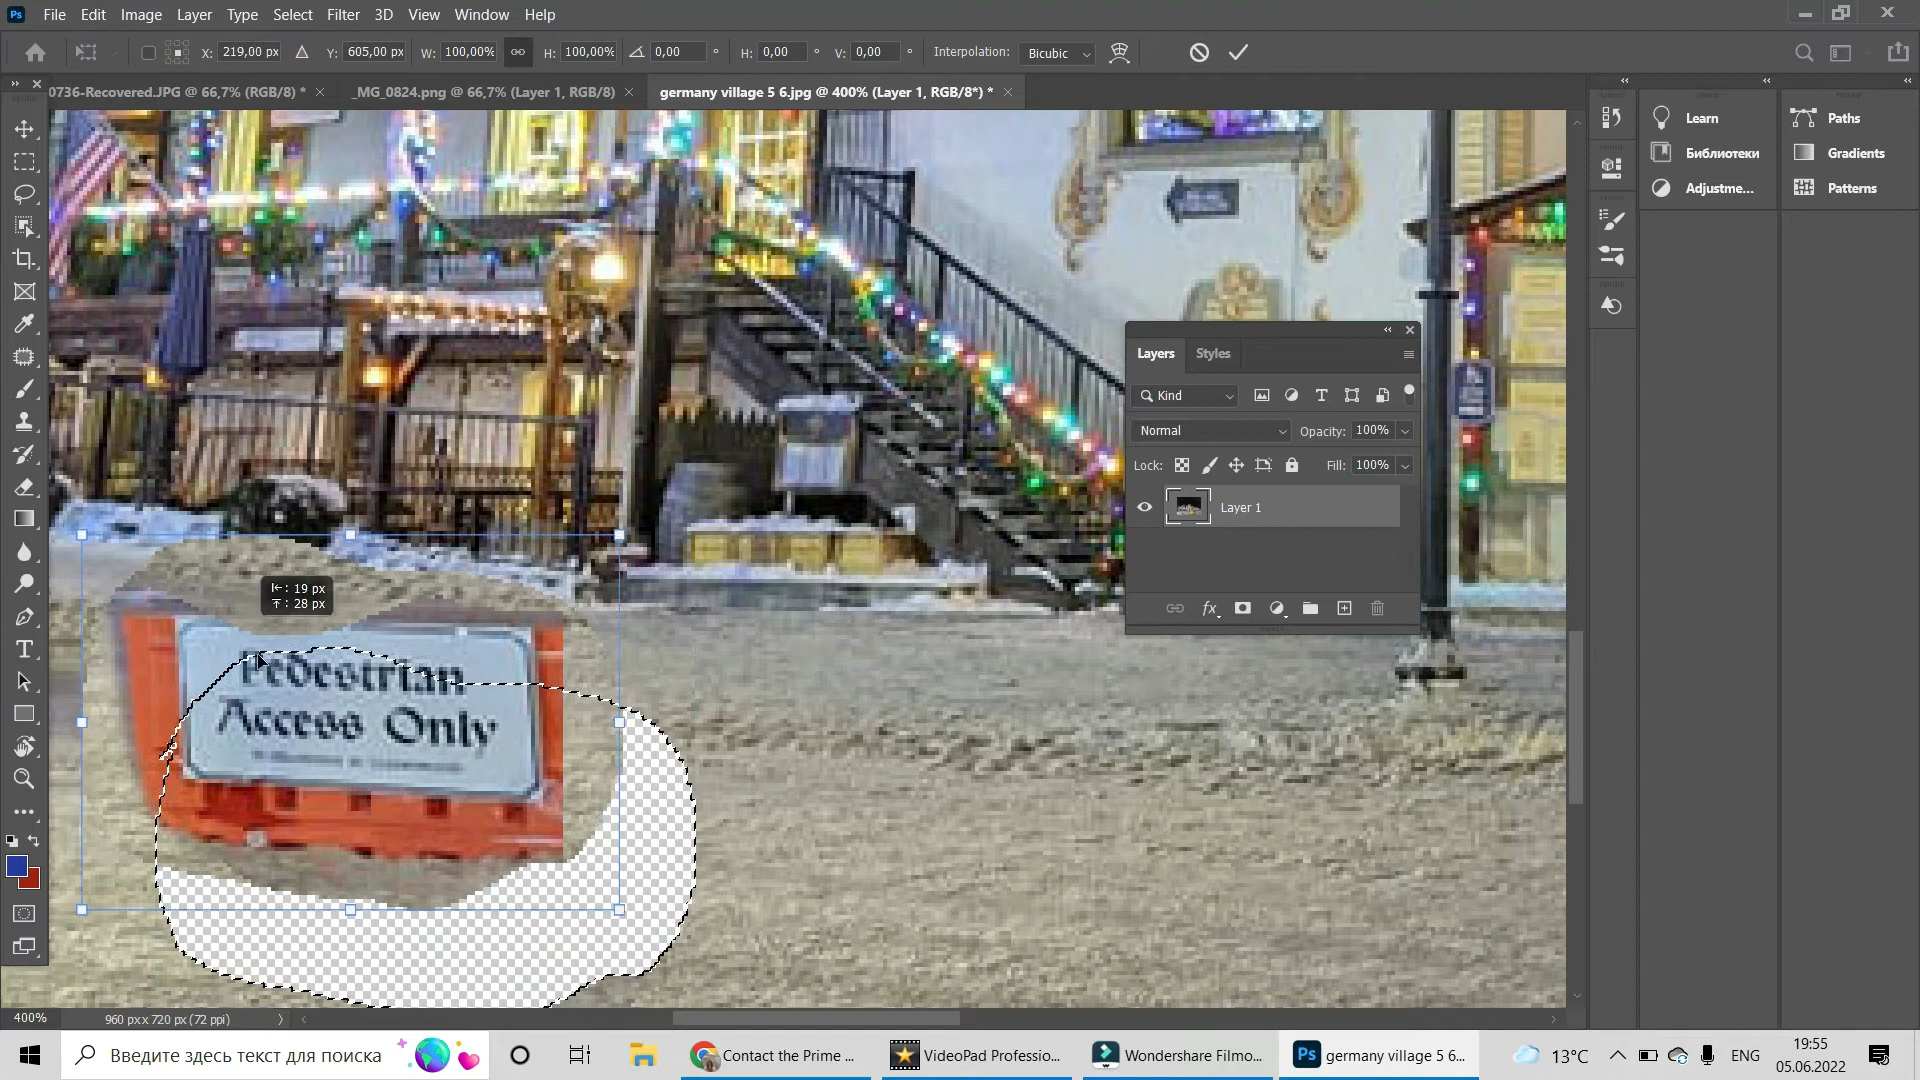 File Edit Image Layer Type Select Filter 3D View Window Help
X: 219,00 px Y: 605,00 px W: 100,00% H: 100,00% 0,00 ° H: 0,00 ° V: 0,00 ° Interpolation: Bicubic
0736-Recovered.JPG @ 66,7% (RGB/8) * _MG_0824.png @ 66,7% (Layer 1, RGB/8) germany village 5 6.jpg @ 400% (Layer 1, RGB/8*) *
Learn
Библиотеки
Adjustme...
Paths
Gradients
Patterns
Layers Styles
Kind
Normal Opacity: 100%
Lock: Fill: 100%
Layer 1
fx
: 19 px
: 28 px
Pedestrian
Access Only
400% 960 px x 720 px (72 ppi)
Введите здесь текст для поиска
Contact the Prime ...
VideoPad Professio...
Wondershare Filmo...
germany village 5 6...
13°C
ENG
19:55
05.06.2022